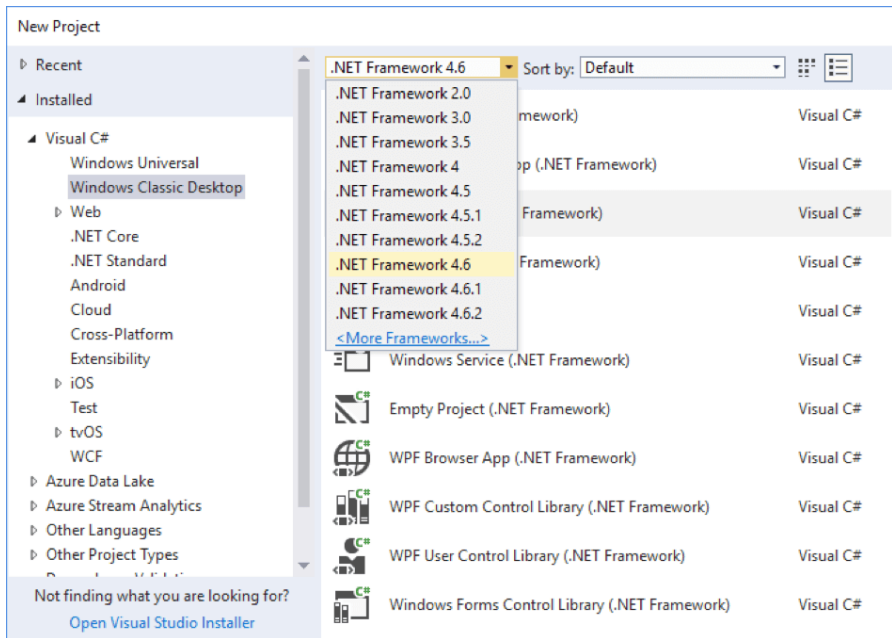 New Project
Recent
Installed
Visual C#
Windows Universal
Windows Classic Desktop
Web
.NET Core
.NET Standard
Android
Cloud
Cross-Platform
Extensibility
iOS
Test
tvOS
WCF
Azure Data Lake
Azure Stream Analytics
Other Languages
Other Project Types
Not finding what you are looking for?
Open Visual Studio Installer
.NET Framework 4.6 Sort by: Default
.NET Framework 2.0
.NET Framework 3.0
.NET Framework 3.5
.NET Framework 4
.NET Framework 4.5
.NET Framework 4.5.1
.NET Framework 4.5.2
.NET Framework 4.6
.NET Framework 4.6.1
.NET Framework 4.6.2
<More Frameworks...>
mework) Visual C#
pp (.NET Framework) Visual C#
Framework) Visual C#
Framework) Visual C#
Visual C#
Windows Service (.NET Framework) Visual C#
C# Empty Project (.NET Framework) Visual C#
C# WPF Browser App (.NET Framework) Visual C#
C# WPF Custom Control Library (.NET Framework) Visual C#
C# WPF User Control Library (.NET Framework) Visual C#
C# Windows Forms Control Library (.NET Framework) Visual C#